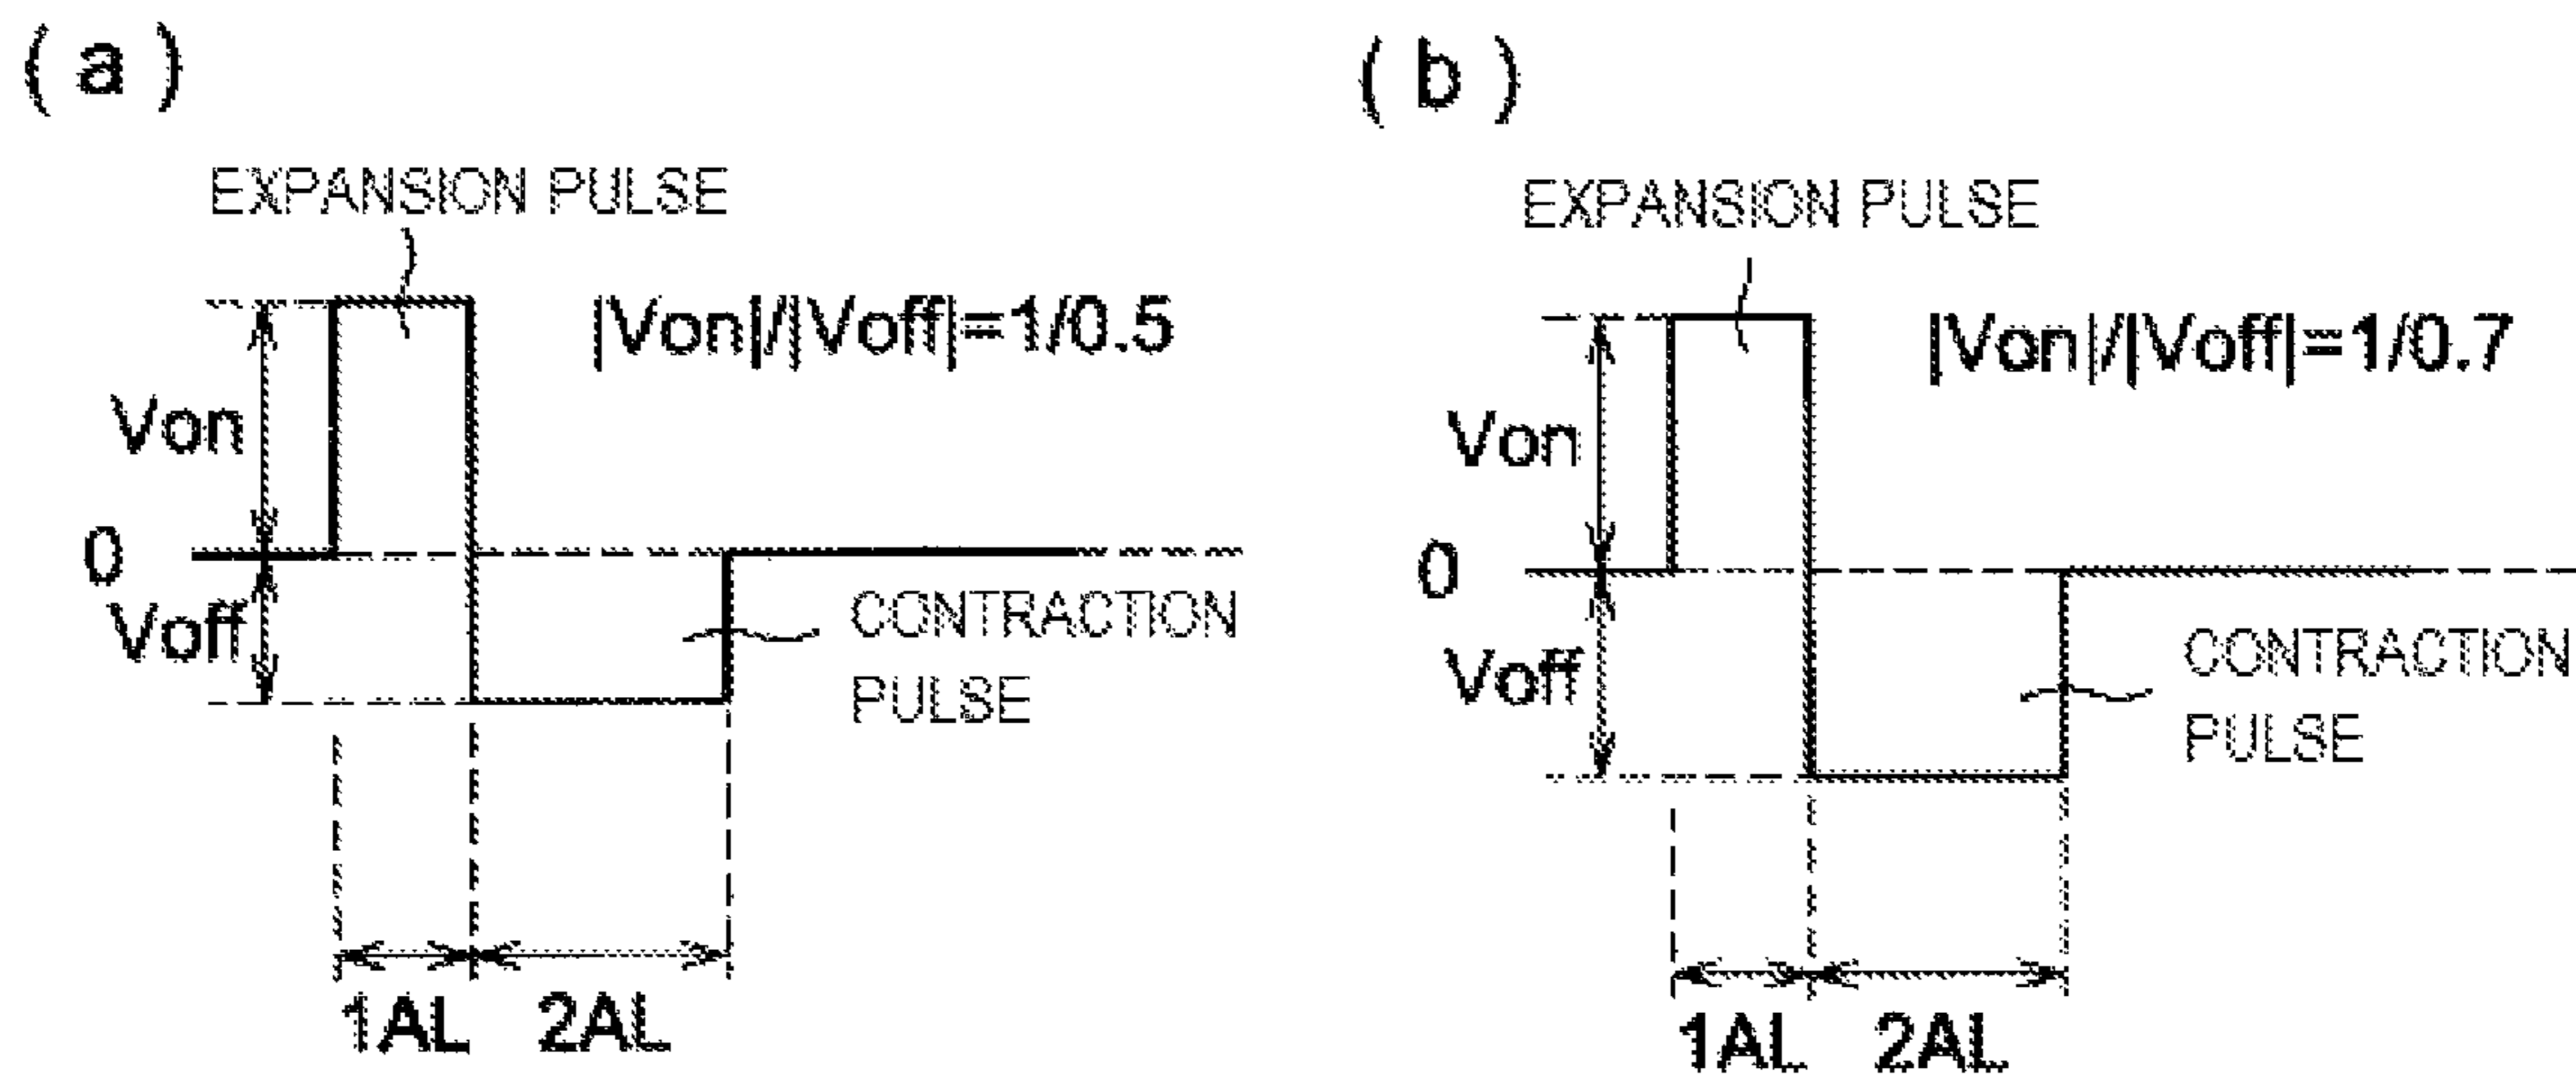 ( a )
EXPANSION PULSE
|Von|/|Voff|=1/0.5
Von
0
Voff
CONTRACTION
PULSE
1AL
2AL
( b )
EXPANSION PULSE
|Von|/|Voff|=1/0.7
Von
0
Voff
CONTRACTION
PULSE
1AL
2AL